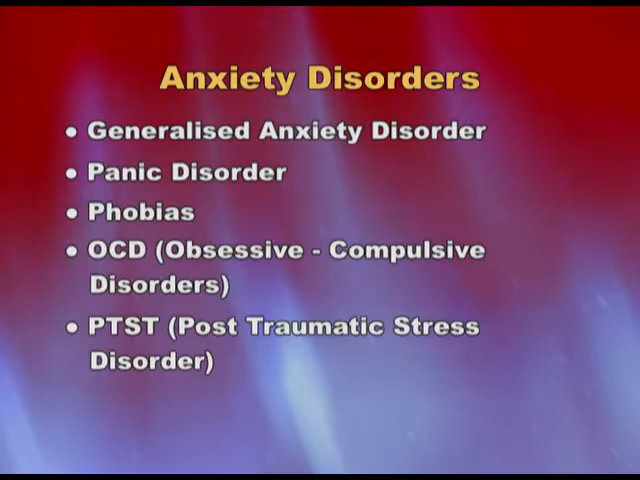 Anxiety Disorders
• Generalised Anxiety Disorder
• Panic Disorder
• Phobias
• OCD (Obsessive - Compulsive
Disorders)
• PTST (Post Traumatic Stress
Disorder)